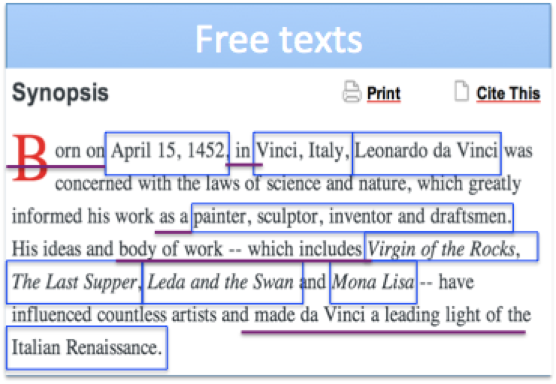 Free texts
Synopsis Print Cite This
Born on April 15, 1452, in Vinci, Italy, Leonardo da Vinci was
concerned with the laws of science and nature, which greatly
informed his work as a painter, sculptor, inventor and draftsmen.
His ideas and body of work -- which includes Virgin of the Rocks,
The Last Supper, Leda and the Swan and Mona Lisa -- have
influenced countless artists and made da Vinci a leading light of the
Italian Renaissance.